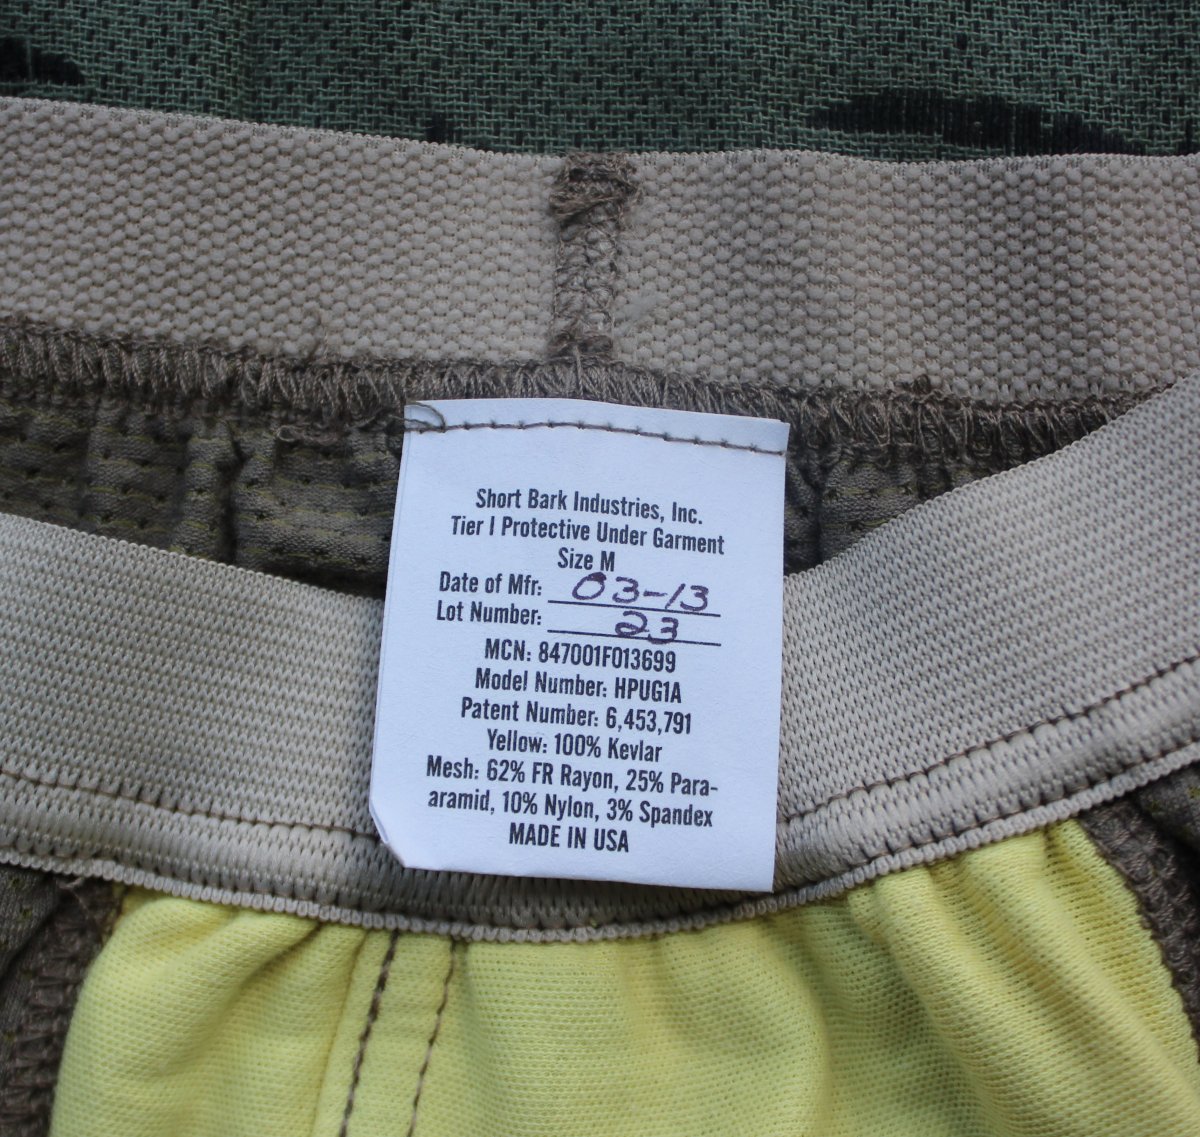 Short Bark Industries, Inc.
Tier I Protective Under Garment
Size M
Date of Mfr: 03-13
Lot Number: 23
MCN: 847001F013699
Model Number: HPUG1A
Patent Number: 6,453,791
Yellow: 100% Kevlar
Mesh: 62% FR Rayon, 25% Para-
aramid, 10% Nylon, 3% Spandex
MADE IN USA